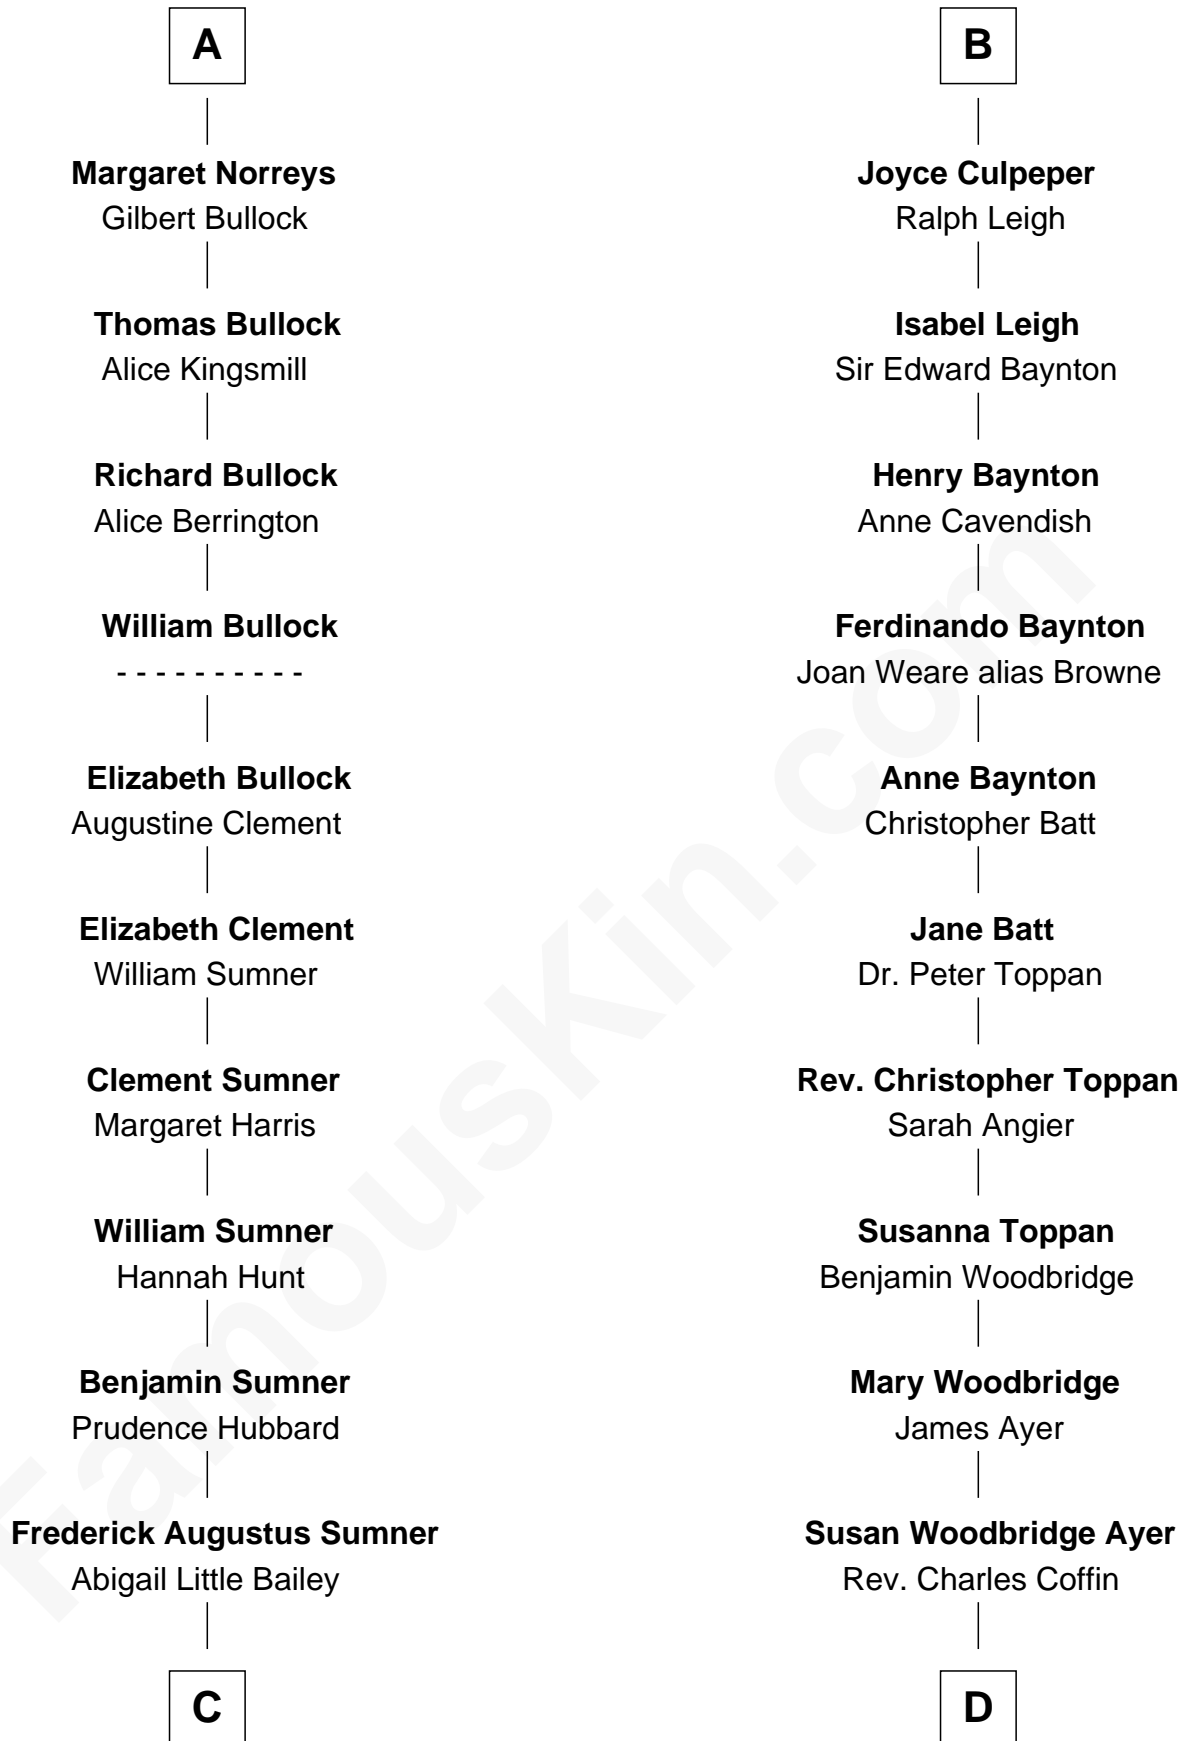 A
Margaret Norreys
Gilbert Bullock
Thomas Bullock
Alice Kingsmill
Richard Bullock
Alice Berrington
William Bullock
- - - - - - - - - -
Elizabeth Bullock
Augustine Clement
Elizabeth Clement
William Sumner
Clement Sumner
Margaret Harris
William Sumner
Hannah Hunt
Benjamin Sumner
Prudence Hubbard
Frederick Augustus Sumner
Abigail Little Bailey
C
B
Joyce Culpeper
Ralph Leigh
Isabel Leigh
Sir Edward Baynton
Henry Baynton
Anne Cavendish
Ferdinando Baynton
Joan Weare alias Browne
Anne Baynton
Christopher Batt
Jane Batt
Dr. Peter Toppan
Rev. Christopher Toppan
Sarah Angier
Susanna Toppan
Benjamin Woodbridge
Mary Woodbridge
James Ayer
Susan Woodbridge Ayer
Rev. Charles Coffin
D
FamousKin.com